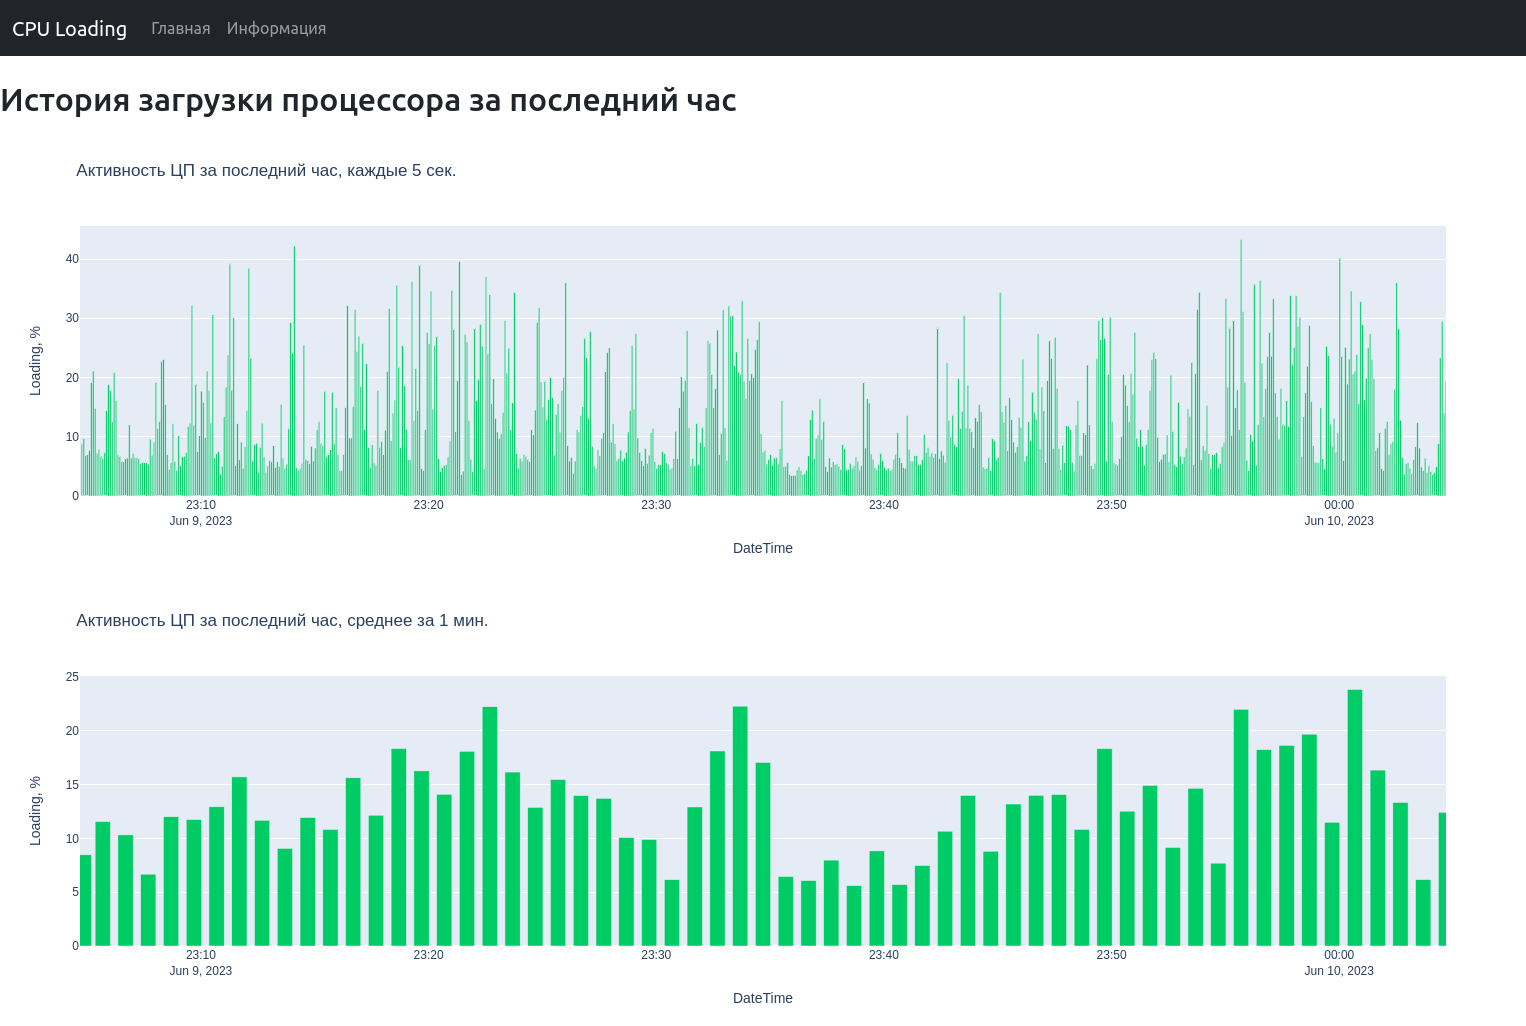 CPU Loading Главная Информация
История загрузки процессора за последний час
Активность ЦП за последний час, каждые 5 сек.
Loading, %
40
30
20
10
0
23:10 23:20 23:30 23:40 23:50 00:00
Jun 9, 2023 Jun 10, 2023
DateTime
Активность ЦП за последний час, среднее за 1 мин.
Loading, %
25
20
15
10
5
0
23:10 23:20 23:30 23:40 23:50 00:00
Jun 9, 2023 Jun 10, 2023
DateTime